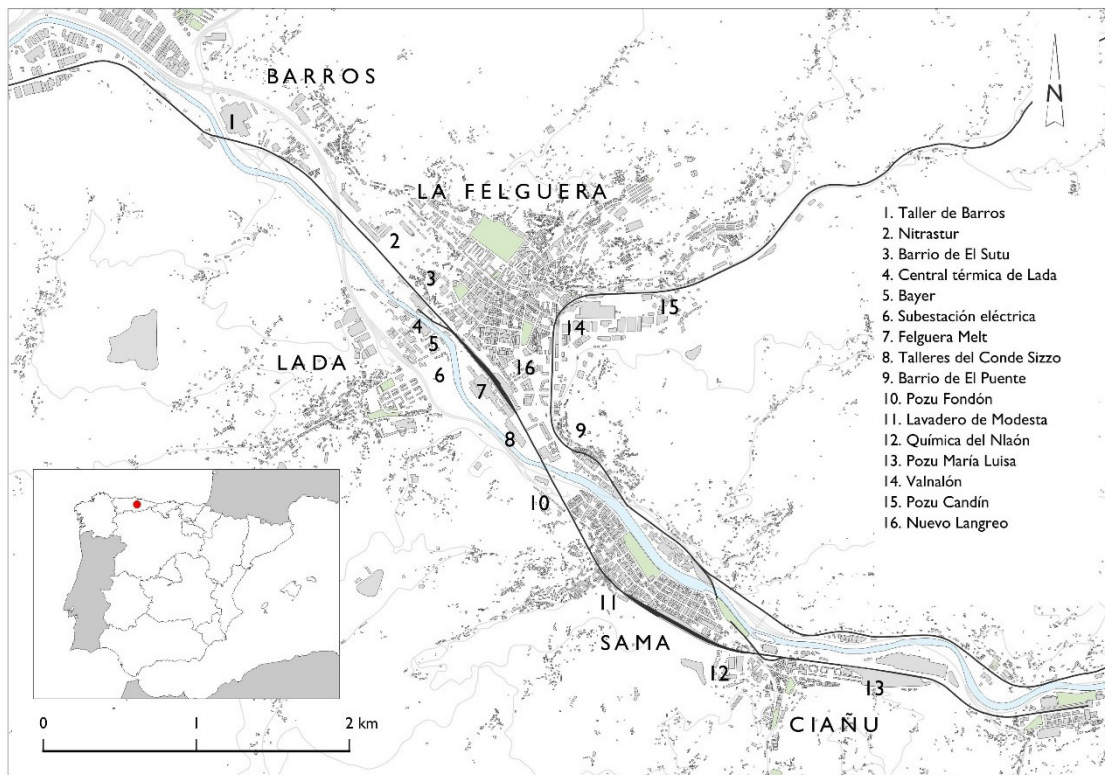 BARROS
N
1
LA FELGUERA
2
3
4
5
6
LADA
7
8
16
14
15
9
10
11
SAMA
12
13
CIAÑU
1. Taller de Barros
2. Nitrastur
3. Barrio de El Sutu
4. Central térmica de Lada
5. Bayer
6. Subestación eléctrica
7. Felguera Melt
8. Talleres del Conde Sizzo
9. Barrio de El Puente
10. Pozu Fondón
11. Lavadero de Modesta
12. Química del Nlaón
13. Pozu María Luisa
14. Valnalón
15. Pozu Candín
16. Nuevo Langreo
0 1 2 km